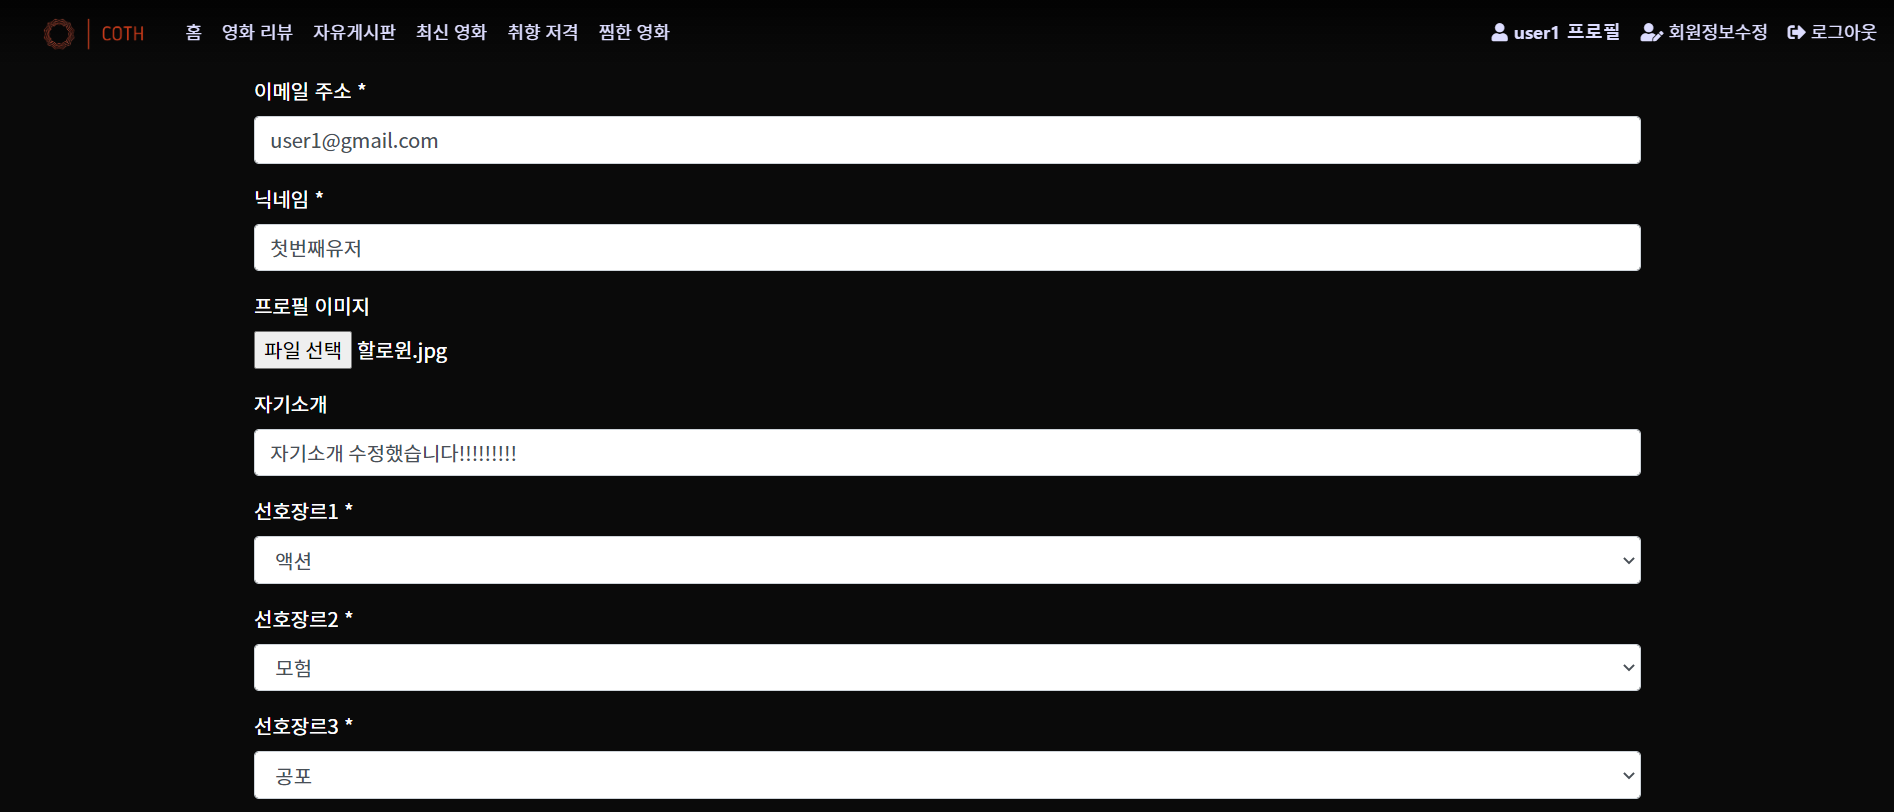 COTH 홈 영화 리뷰 자유게시판 최신 영화 취향 저격 찜한 영화 user1 프로필 회원정보수정 로그아웃
이메일 주소 *
user1@gmail.com
닉네임 *
첫번째유저
프로필 이미지
파일 선택 할로윈.jpg
자기소개
자기소개 수정했습니다!!!!!!!!!
선호장르1 *
액션
선호장르2 *
모험
선호장르3 *
공포